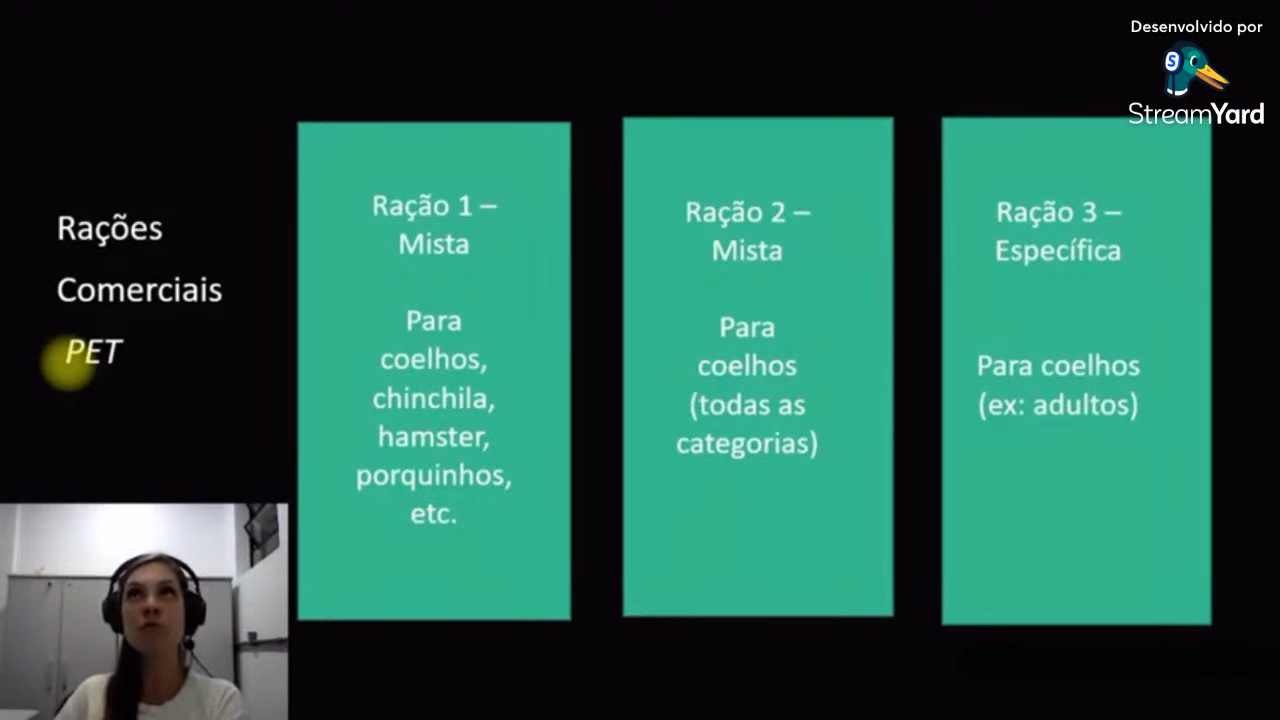 Desenvolvido por
StreamYard
Rações
Comerciais
PET
Ração 1 –
Mista
Para
coelhos,
chinchila,
hamster,
porquinhos,
etc.
Ração 2 –
Mista
Para
coelhos
(todas as
categorias)
Ração 3 –
Específica
Para coelhos
(ex: adultos)